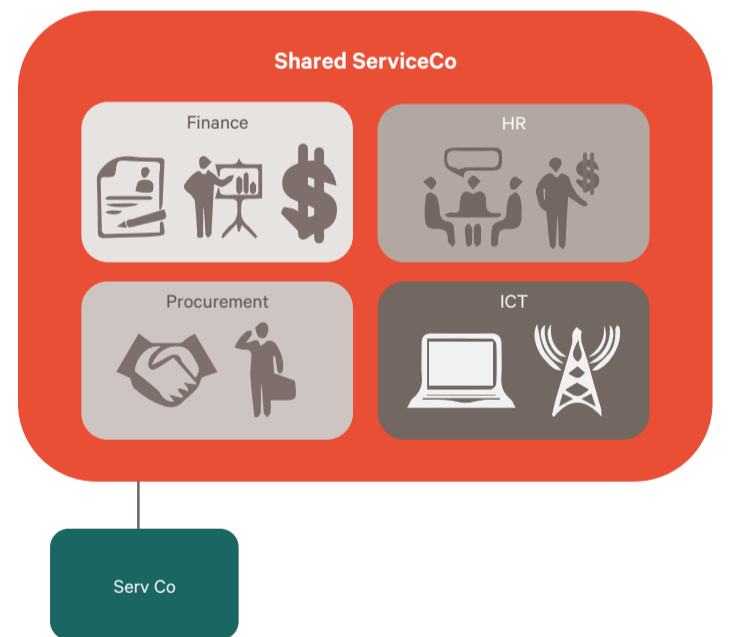 Shared ServiceCo
Finance
HR
Procurement
ICT
Serv Co